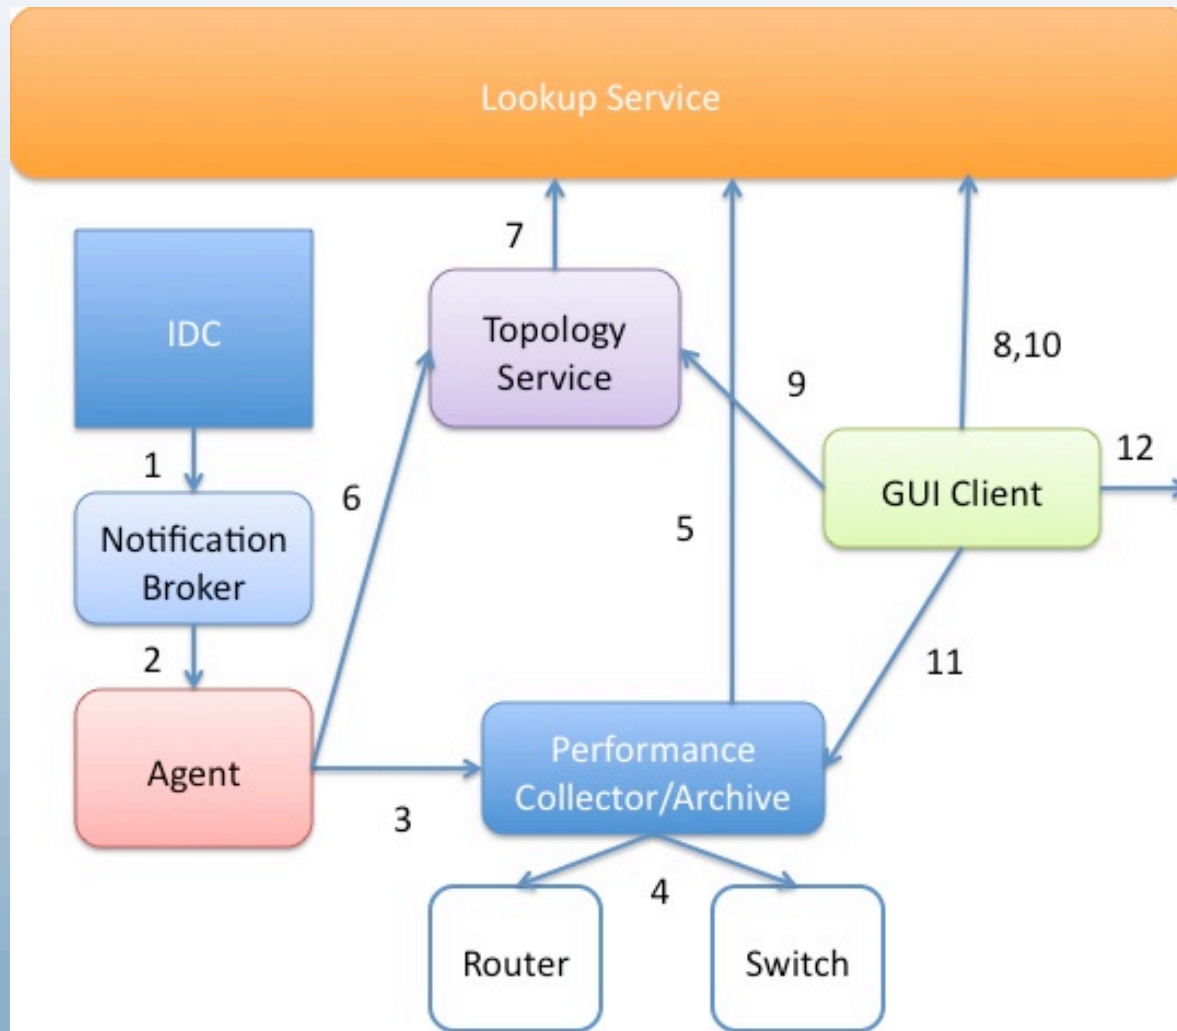 Lookup Service
7
IDC
Topology
Service
8,10
9
12
1
6
GUI Client
5
Notification
Broker
2
11
Agent
Performance
Collector/Archive
3
4
Router
Switch